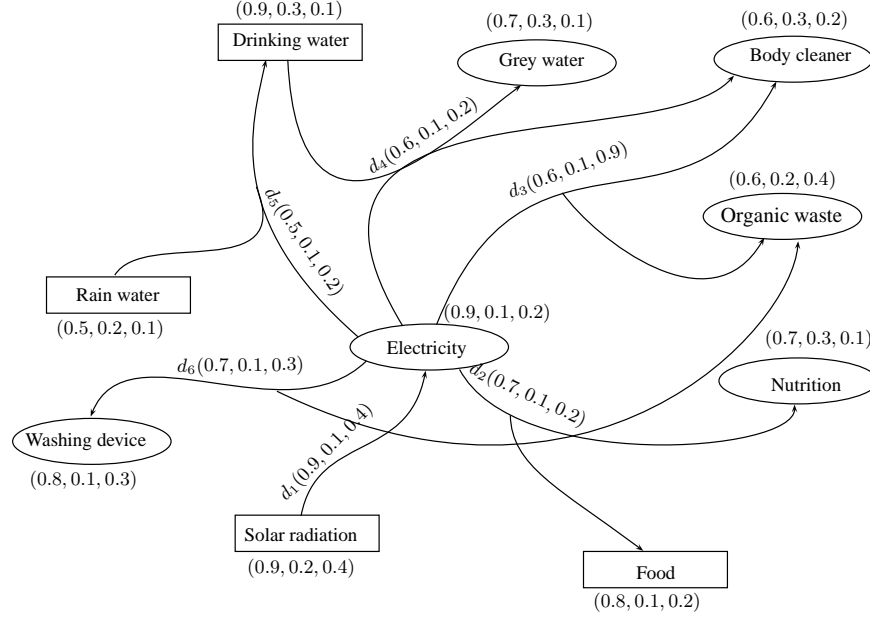 (0.9, 0.3, 0.1)
Drinking water
(0.7, 0.3, 0.1)
Grey water
(0.6, 0.3, 0.2)
Body cleaner
d4(0.6, 0.1, 0.2)
d3(0.6, 0.1, 0.9)
(0.6, 0.2, 0.4)
Organic waste
d5(0.5, 0.1, 0.2)
Rain water
(0.5, 0.2, 0.1)
(0.9, 0.1, 0.2)
Electricity
(0.7, 0.3, 0.1)
Nutrition
d6(0.7, 0.1, 0.3)
d2(0.7, 0.1, 0.2)
Washing device
(0.8, 0.1, 0.3)
d1(0.9, 0.1, 0.4)
Solar radiation
(0.9, 0.2, 0.4)
Food
(0.8, 0.1, 0.2)